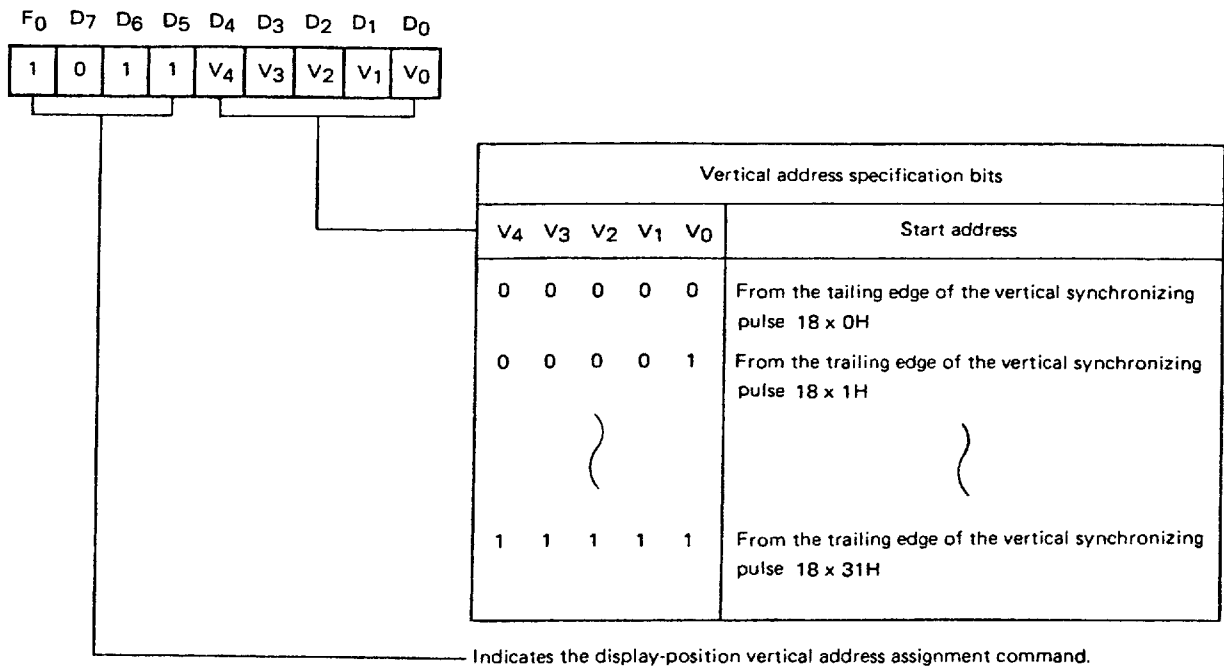 F0 D7 D6 D5 D4 D3 D2 D1 D0
1 0 1 1 V4 V3 V2 V1 V0
Vertical address specification bits
V4 V3 V2 V1 V0 Start address
0 0 0 0 0 From the tailing edge of the vertical synchronizing
pulse 18 x 0H
0 0 0 0 1 From the trailing edge of the vertical synchronizing
pulse 18 x 1H
1 1 1 1 1 From the trailing edge of the vertical synchronizing
pulse 18 x 31H
Indicates the display-position vertical address assignment command.